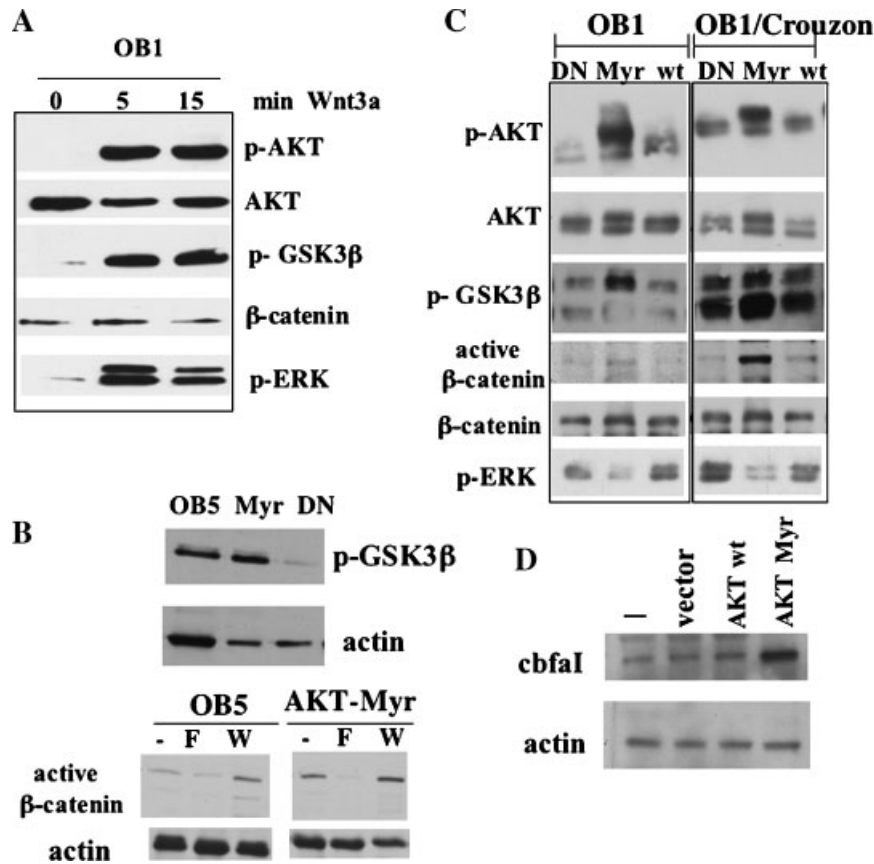 A
OB1
0 5 15 min Wnt3a
p-AKT
AKT
p- GSK3β
β-catenin
p-ERK
B
OB5 Myr DN
p-GSK3β
actin
OB5 AKT-Myr
- F W - F W
active
β-catenin
actin
C
OB1 OB1/Crouzon
DN Myr wt DN Myr wt
p-AKT
AKT
p- GSK3β
active
β-catenin
β-catenin
p-ERK
D
— vector AKT wt AKT Myr
cbfaI
actin